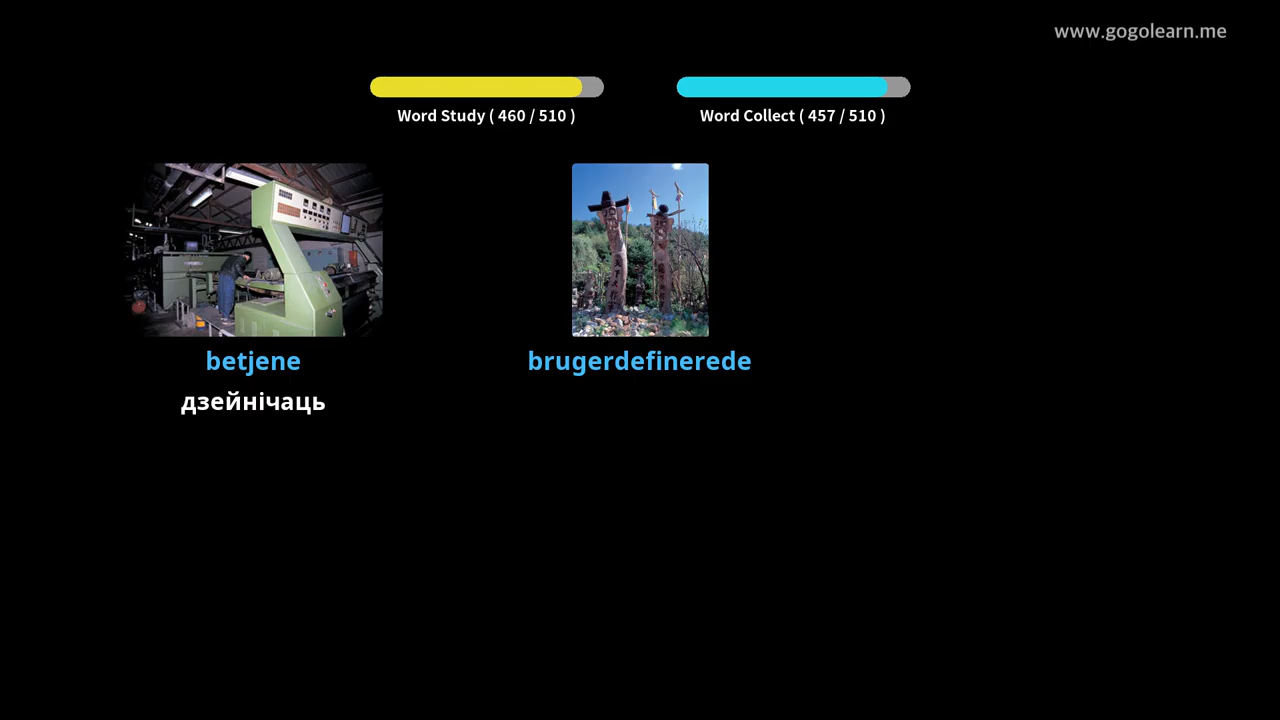 www.gogolearn.me
Word Study ( 460 / 510 )
Word Collect ( 457 / 510 )
betjene
brugerdefinerede
дзейнічаць